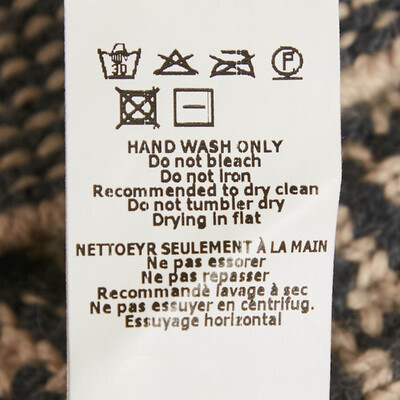 30 P
HAND WASH ONLY
Do not bleach
Do not iron
Recommended to dry clean
Do not tumbler dry
Drying in flat
NETTOEYR SEULEMENT À LA MAIN
Ne pas essorer
Ne pas repasser
Recommandè lavage à sec
Ne pas essuyer en centrifug.
Essuyage horizontal